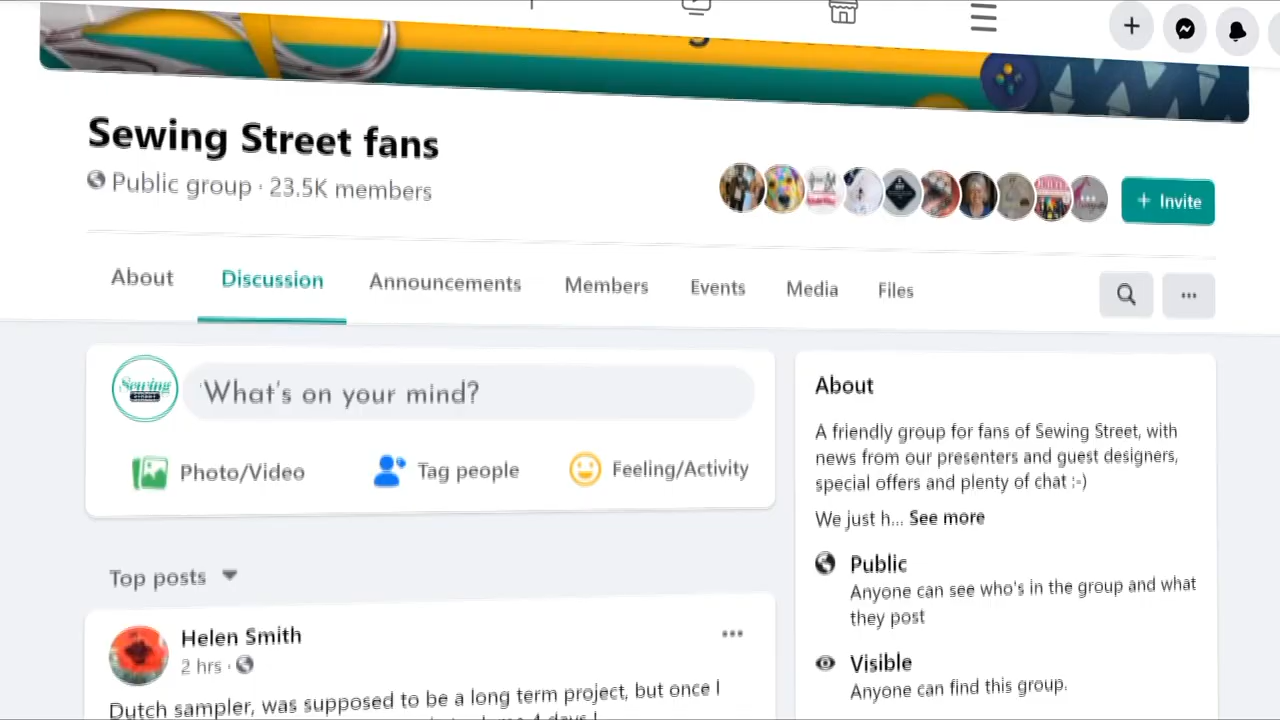 Sewing Street fans
Public group · 23.5K members
+ Invite
About Discussion Announcements Members Events Media Files
Sewing STREET
What's on your mind?
Photo/Video Tag people Feeling/Activity
Top posts
Helen Smith
2 hrs ·
Dutch sampler, was supposed to be a long term project, but once I
4 days !
About
A friendly group for fans of Sewing Street, with
news from our presenters and guest designers,
special offers and plenty of chat :-)
We just h... See more
Public
Anyone can see who's in the group and what
they post
Visible
Anyone can find this group.